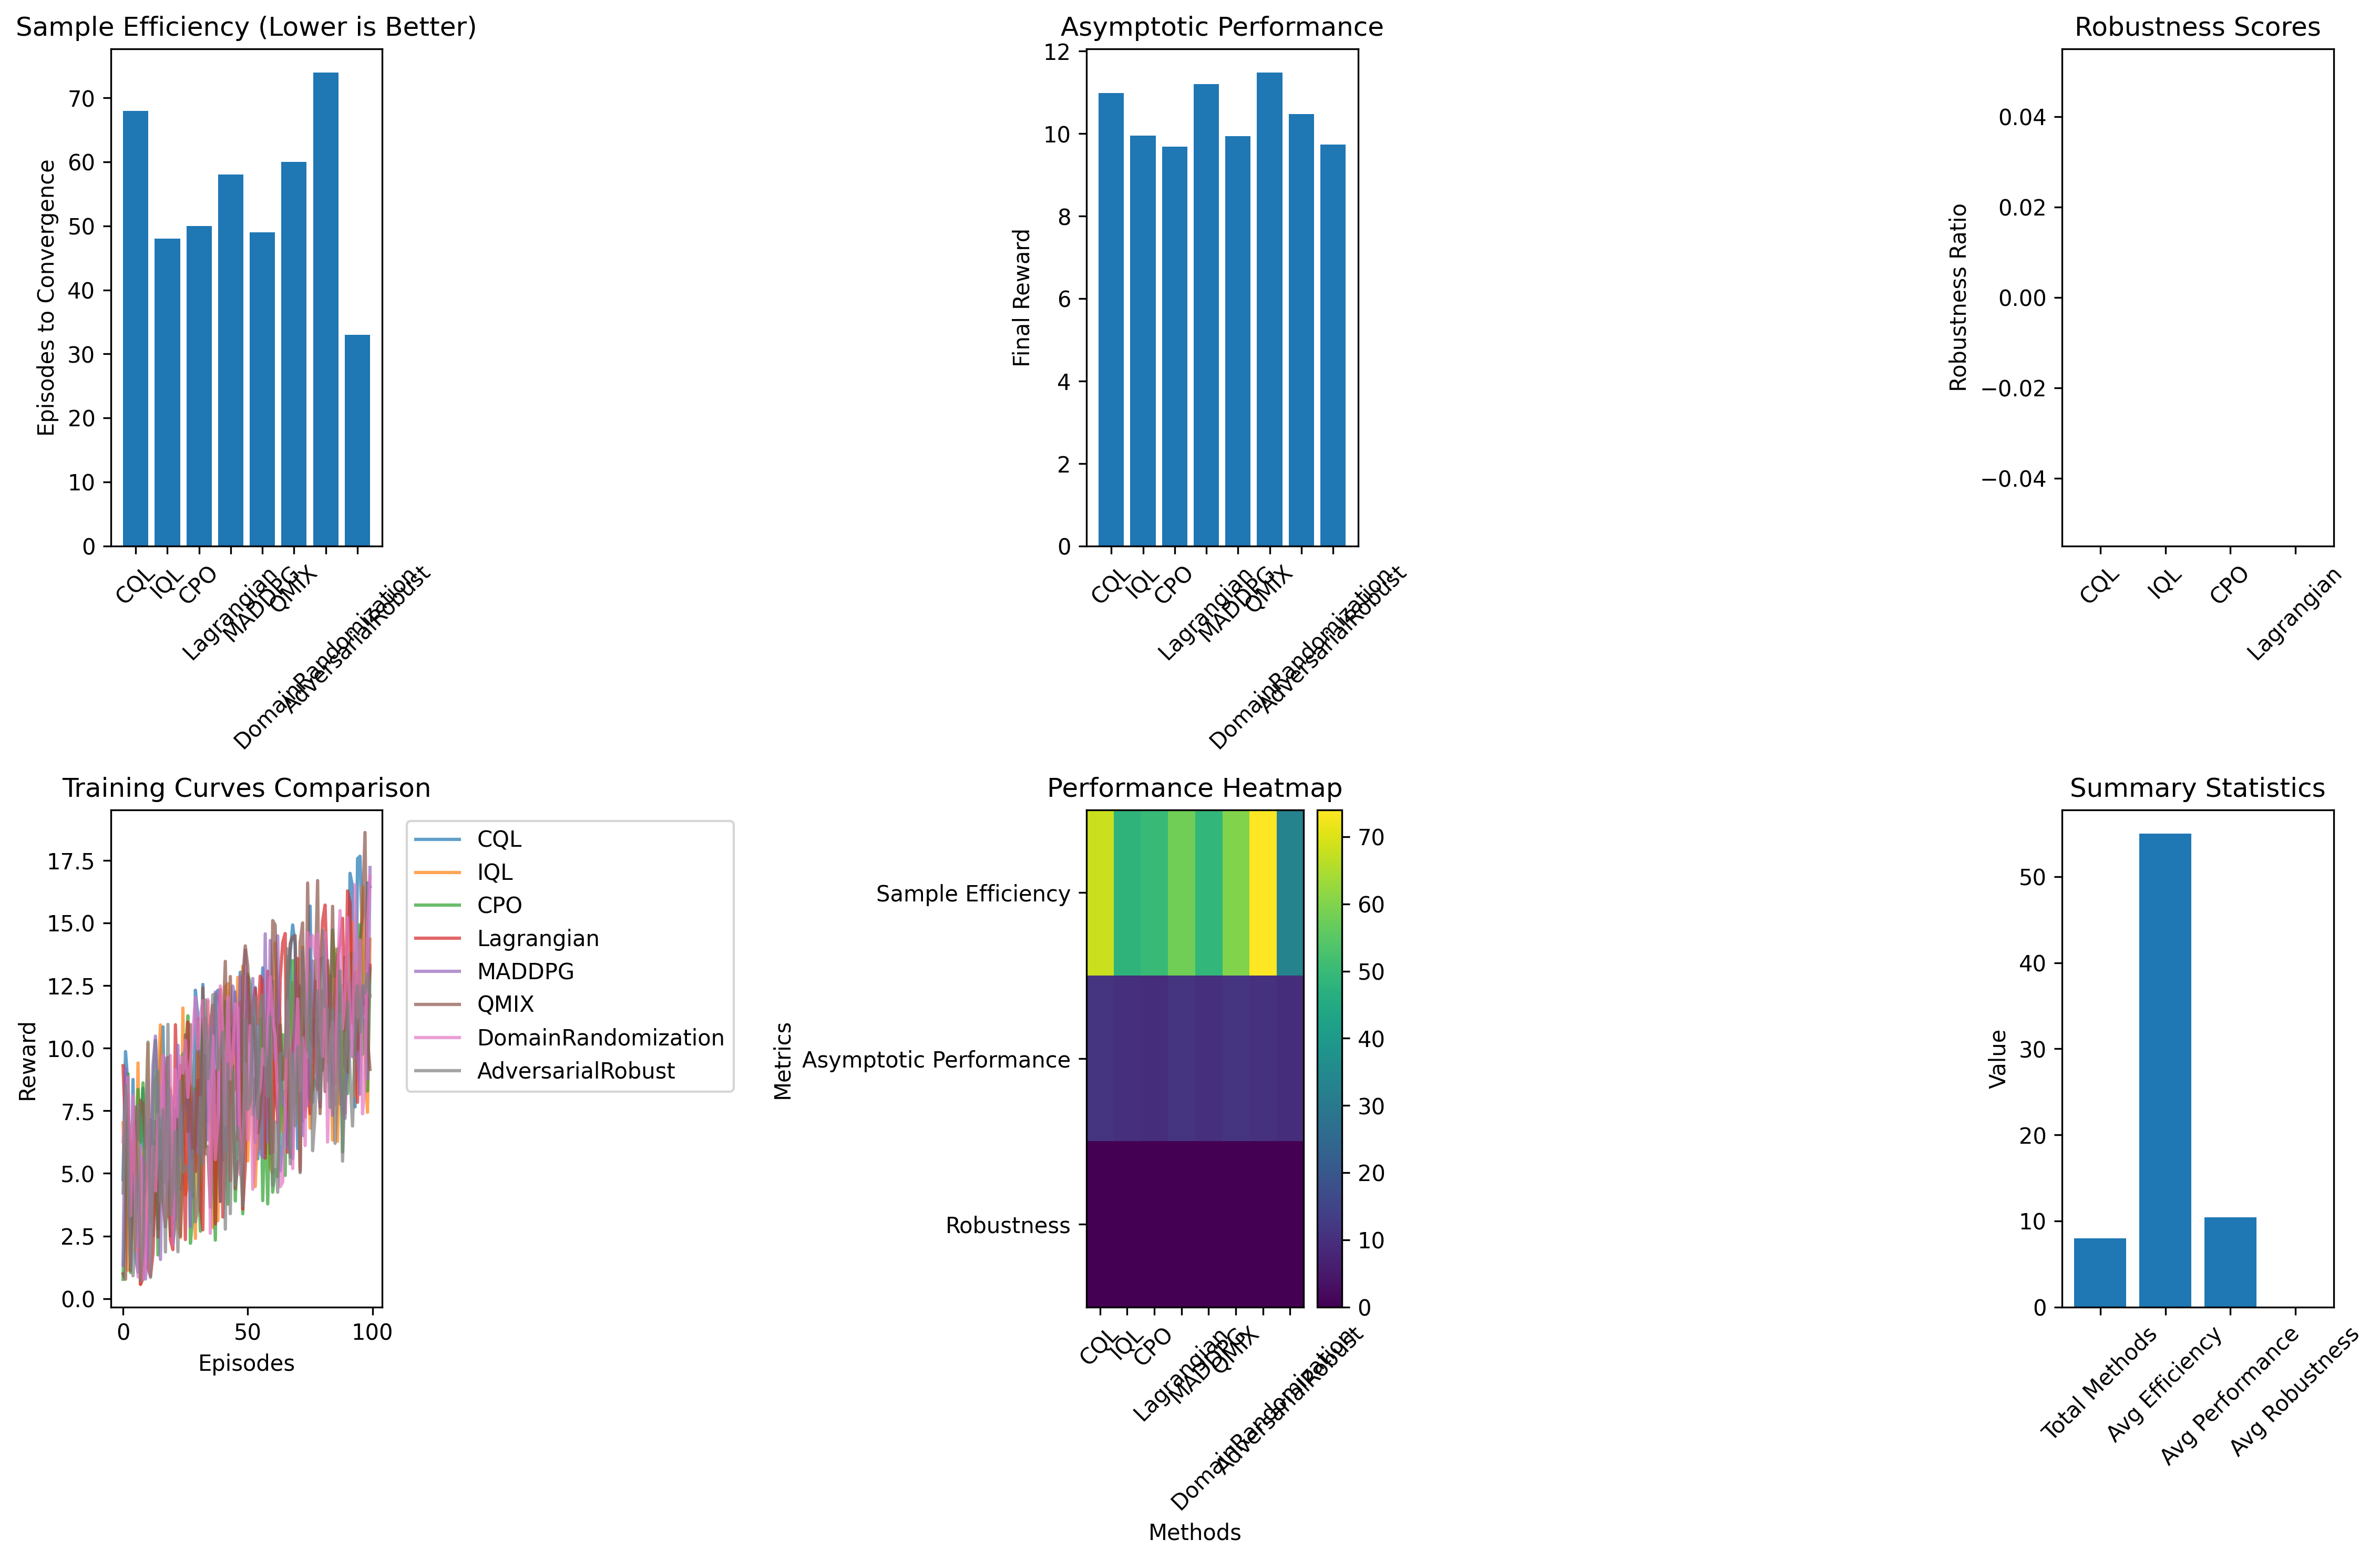 Sample Efficiency (Lower is Better)
Episodes to Convergence
70
60
50
40
30
20
10
0
CQL
IQL
CPO
Lagrangian
MADDPG
QMIX
DomainRandomization
AdversarialRobust
Asymptotic Performance
Final Reward
12
10
8
6
4
2
0
CQL
IQL
CPO
Lagrangian
MADDPG
QMIX
DomainRandomization
AdversarialRobust
Robustness Scores
Robustness Ratio
0.04
0.02
0.00
−0.02
−0.04
CQL
IQL
CPO
Lagrangian
Training Curves Comparison
Reward
17.5
15.0
12.5
10.0
7.5
5.0
2.5
0.0
0
50
100
Episodes
CQL
IQL
CPO
Lagrangian
MADDPG
QMIX
DomainRandomization
AdversarialRobust
Performance Heatmap
Metrics
Sample Efficiency
Asymptotic Performance
Robustness
CQL
IQL
CPO
Lagrangian
MADDPG
QMIX
DomainRandomization
AdversarialRobust
Methods
70
60
50
40
30
20
10
0
Summary Statistics
Value
50
40
30
20
10
0
Total Methods
Avg Efficiency
Avg Performance
Avg Robustness